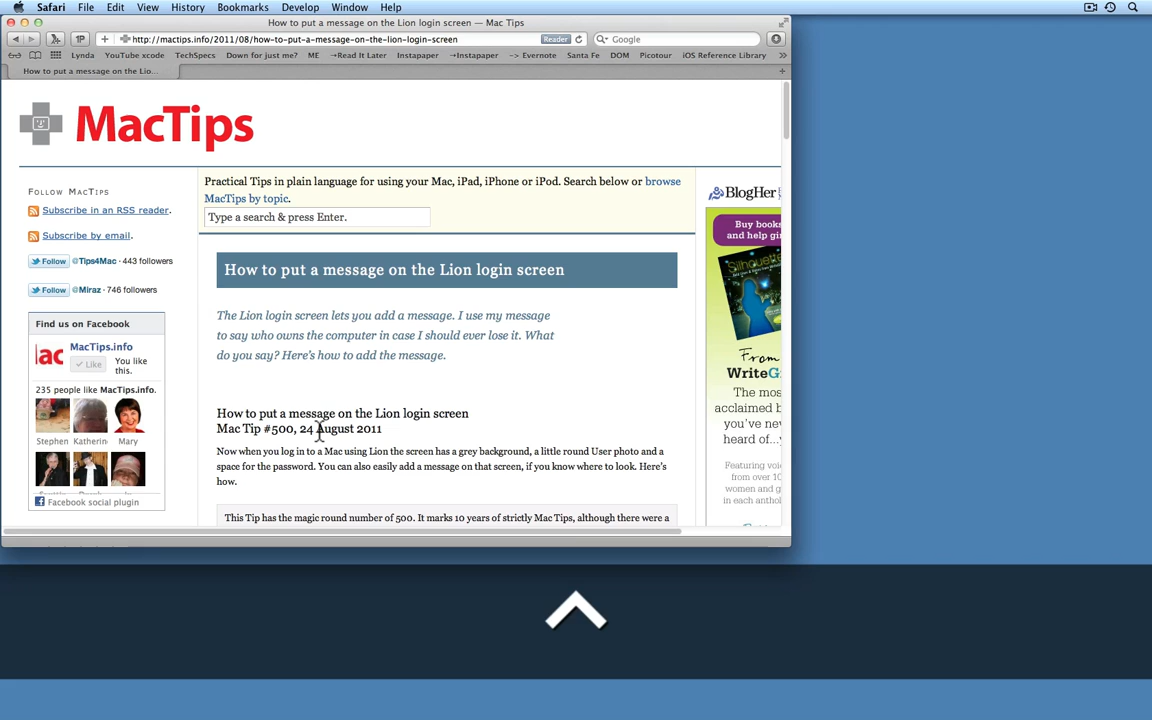 Safari File Edit View History Bookmarks Develop Window Help
How to put a message on the Lion login screen — Mac Tips
1P + http://mactips.info/2011/08/how-to-put-a-message-on-the-lion-login-screen Reader Google
Lynda YouTube xcode TechSpecs Down for just me? ME →Read It Later Instapaper →Instapaper –> Evernote Santa Fe DOM Picotour iOS Reference Library »
How to put a message on the Lio... +
MacTips
FOLLOW MACTIPS
Subscribe in an RSS reader.
Subscribe by email.
Follow @Tips4Mac · 443 followers
Follow @Miraz · 746 followers
Find us on Facebook
ac
MacTips.info
Like
You like
this.
235 people like MacTips.info.
Stephen Katherin Mary
Facebook social plugin
Practical Tips in plain language for using your Mac, iPad, iPhone or iPod. Search below or browse
MacTips by topic.
Type a search & press Enter.
How to put a message on the Lion login screen
The Lion login screen lets you add a message. I use my message
to say who owns the computer in case I should ever lose it. What
do you say? Here's how to add the message.
How to put a message on the Lion login screen
Mac Tip #500, 24 August 2011
Now when you log in to a Mac using Lion the screen has a grey background, a little round User photo and a
space for the password. You can also easily add a message on that screen, if you know where to look. Here's
how.
This Tip has the magic round number of 500. It marks 10 years of strictly Mac Tips, although there were a
BlogHer
Buy books
and help gi
Silhouette
From
WriteG
The mos
acclaimed b
you've nev
heard of...
Featuring voi
from over 10
women and g
in each anthol